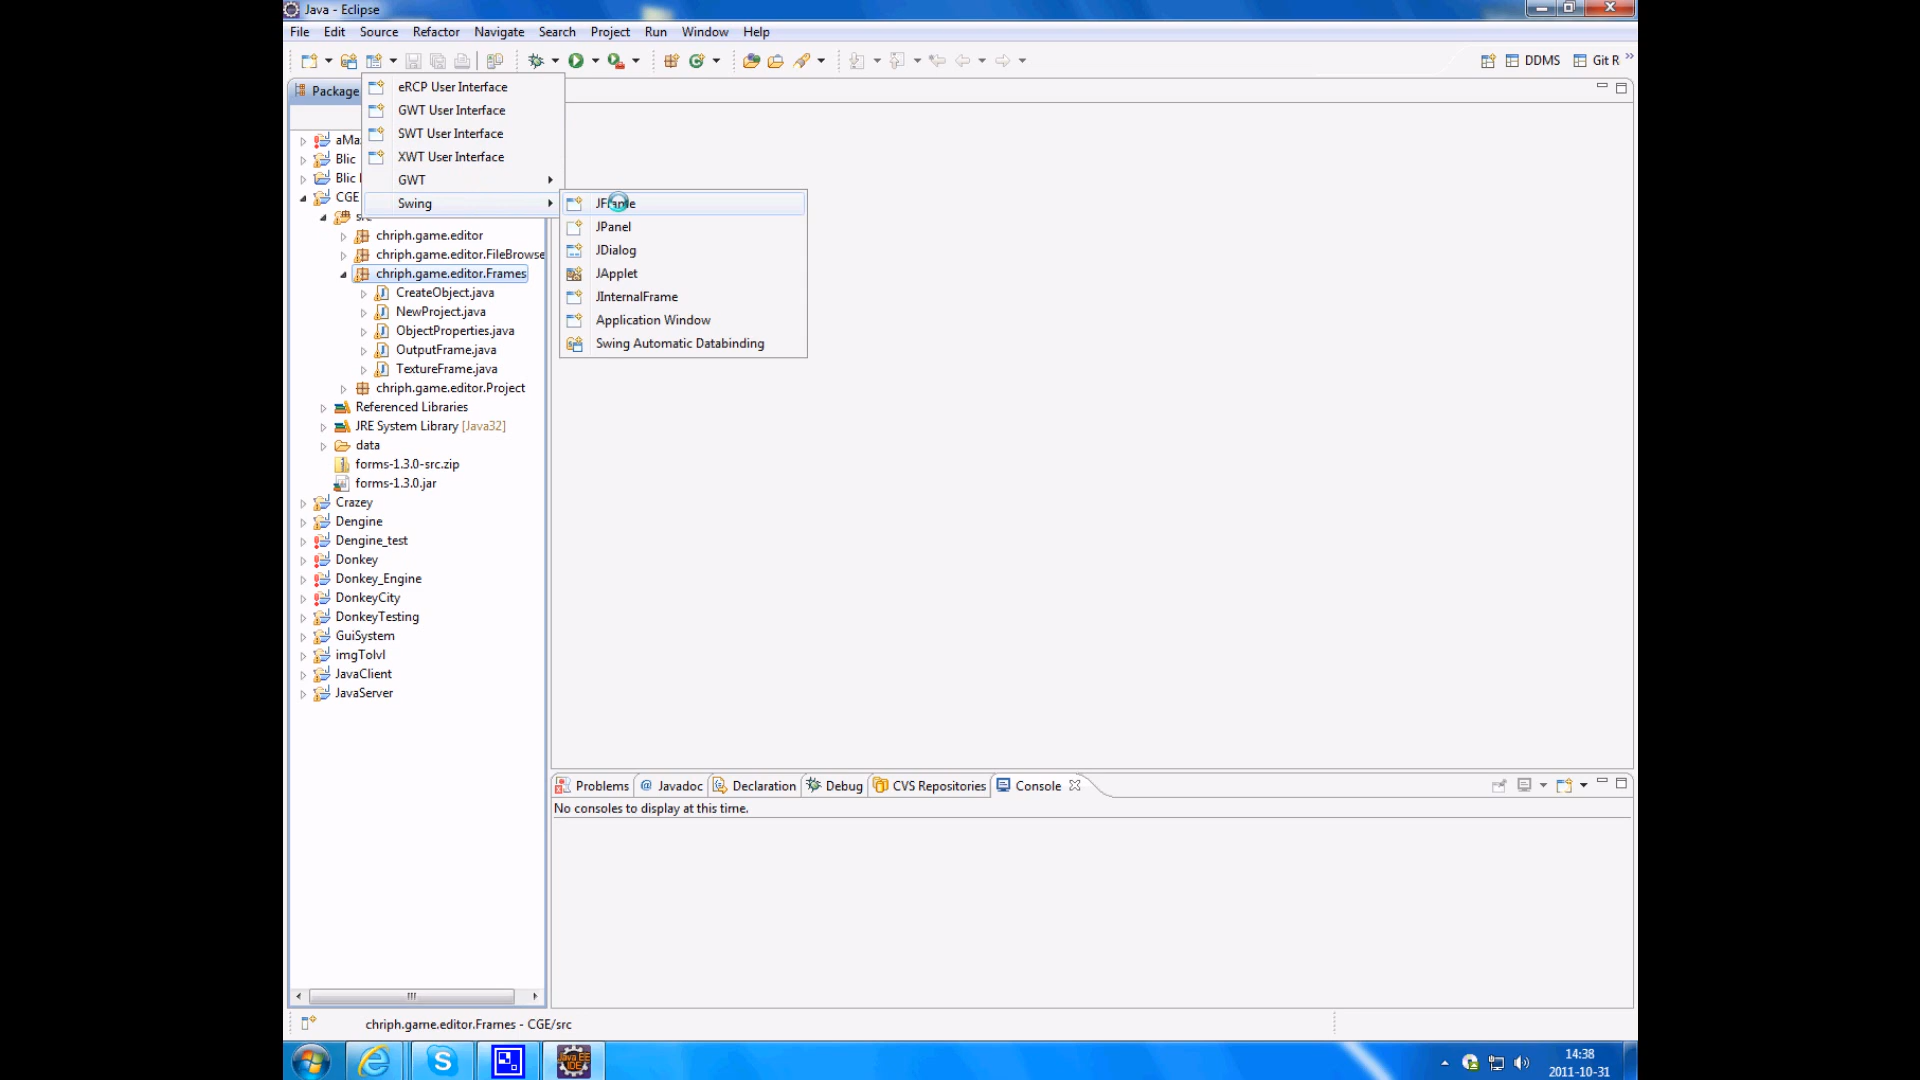 Java - Eclipse
File Edit Source Refactor Navigate Search Project Run Window Help
DDMS Git R
Package
eRCP User Interface
GWT User Interface
SWT User Interface
XWT User Interface
GWT
Swing
JFrame
JPanel
JDialog
JApplet
JInternalFrame
Application Window
Swing Automatic Databinding
Blic
Blic
CGE
chriph.game.editor
chriph.game.editor.FileBrowse
chriph.game.editor.Frames
CreateObject.java
NewProject.java
ObjectProperties.java
OutputFrame.java
TextureFrame.java
chriph.game.editor.Project
Referenced Libraries
JRE System Library [Java32]
data
forms-1.3.0-src.zip
forms-1.3.0.jar
Crazey
Dengine
Dengine_test
Donkey
Donkey_Engine
DonkeyCity
DonkeyTesting
GuiSystem
imgTolvl
JavaClient
JavaServer
Problems Javadoc Declaration Debug CVS Repositories Console
No consoles to display at this time.
chriph.game.editor.Frames - CGE/src
14:38
2011-10-31